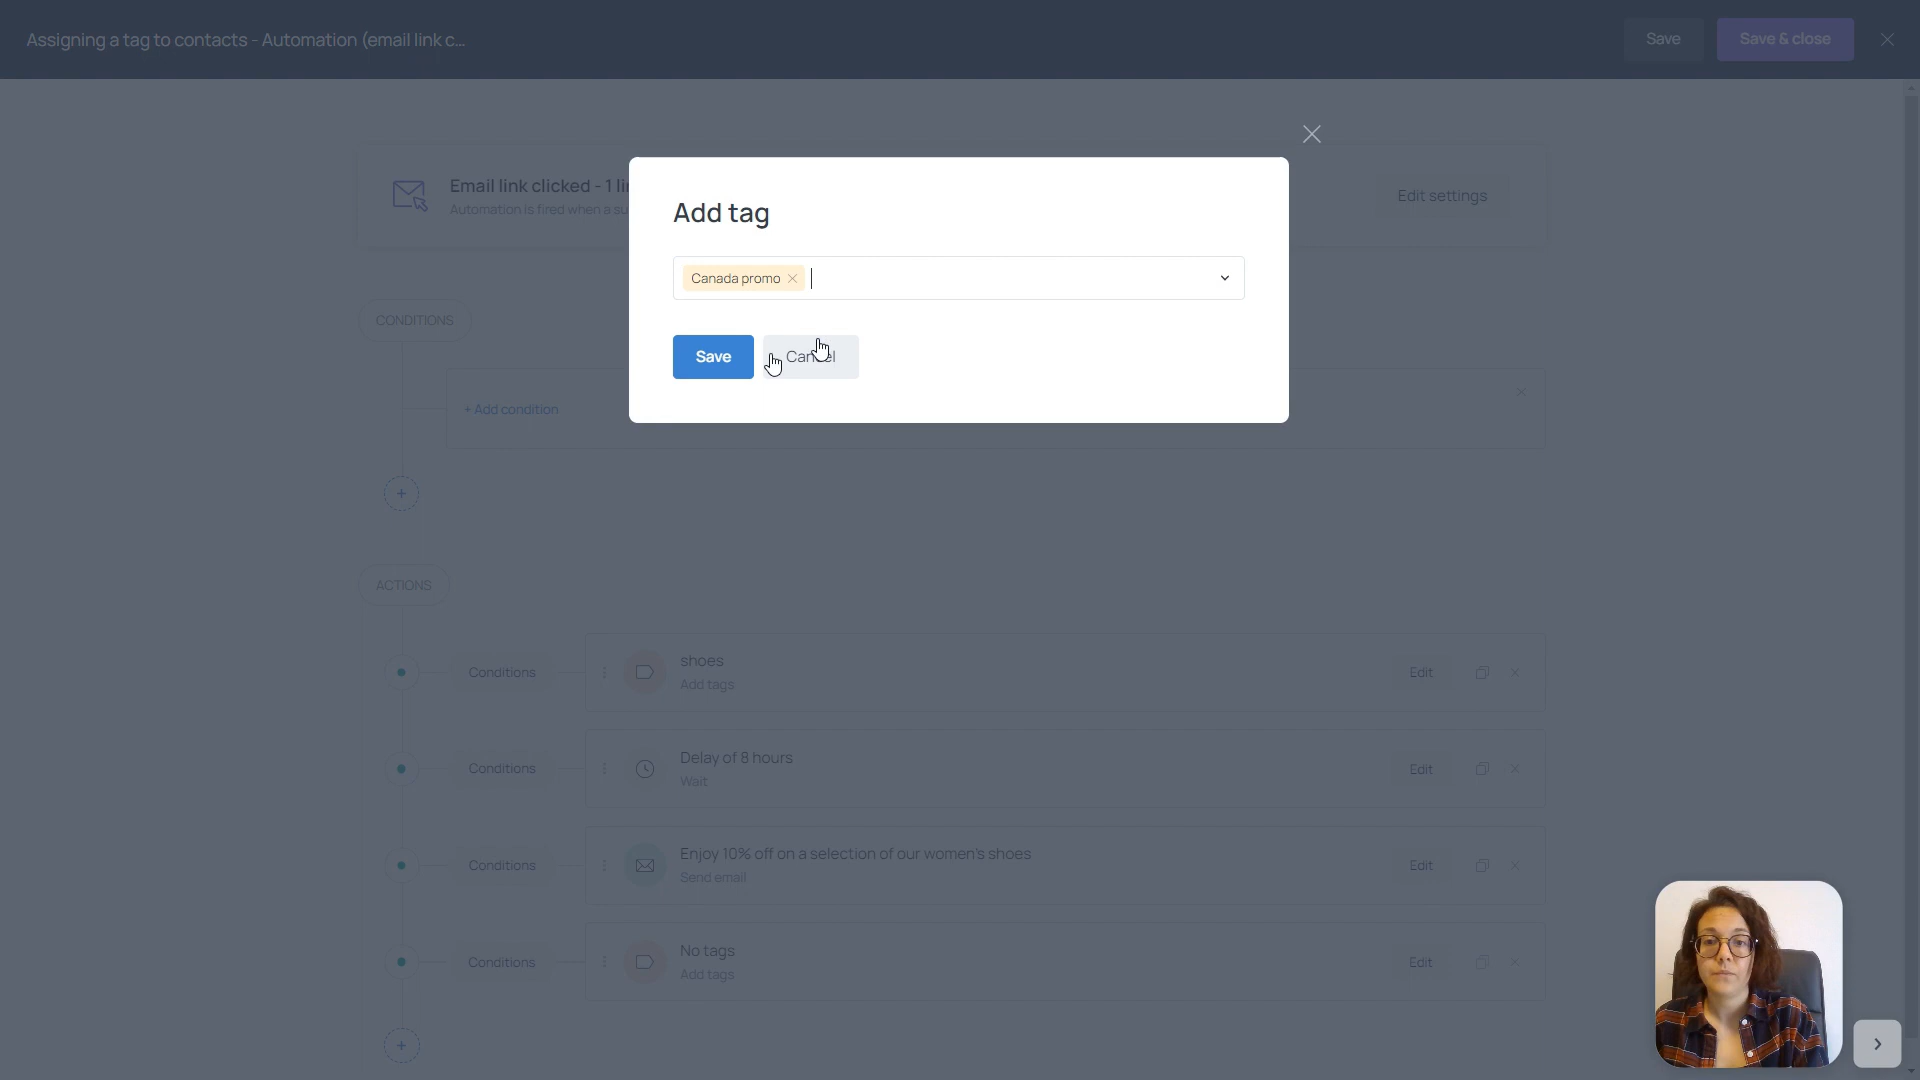 Assigning a tag to contacts - Automation (email link c...
Save
Save & close
Email link clicked - 1 li
Automation is fired when a su
Edit settings
Add tag
Canada promo
Save
Cancel
CONDITIONS
+ Add condition
+
ACTIONS
Conditions
shoes
Add tags
Edit
Conditions
Delay of 8 hours
Wait
Edit
Conditions
Enjoy 10% off on a selection of our women's shoes
Send email
Edit
Conditions
No tags
Add tags
Edit
+